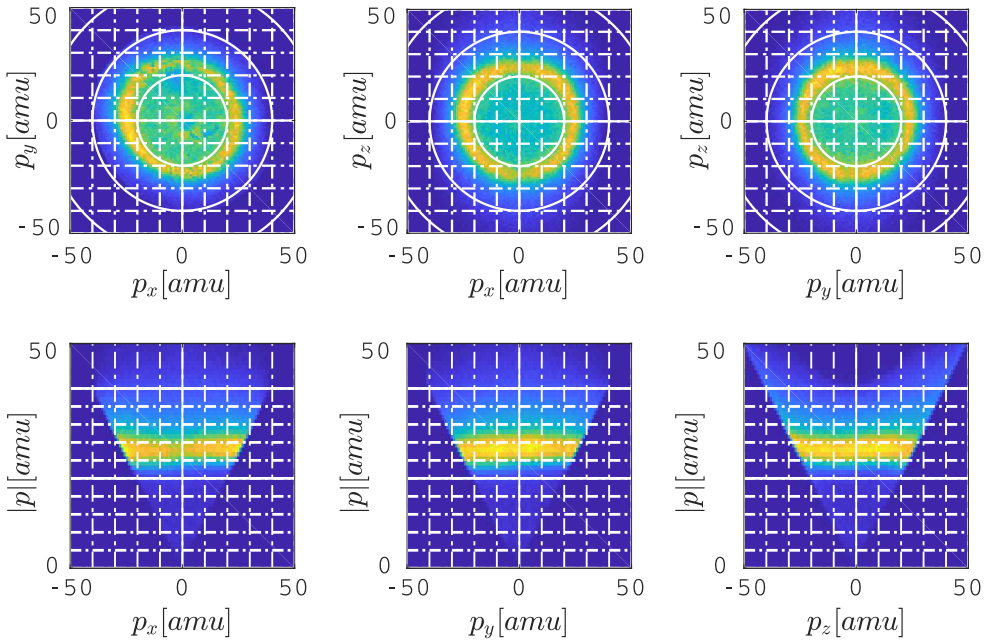 50 50 50
p_y[amu] p_z[amu] p_z[amu]
0 0 0
-50 -50 -50
-50 0 50 -50 0 50 -50 0 50
p_x[amu] p_x[amu] p_y[amu]
50 50 50
|p|[amu] |p|[amu] |p|[amu]
0 0 0
-50 0 50 -50 0 50 -50 0 50
p_x[amu] p_y[amu] p_z[amu]